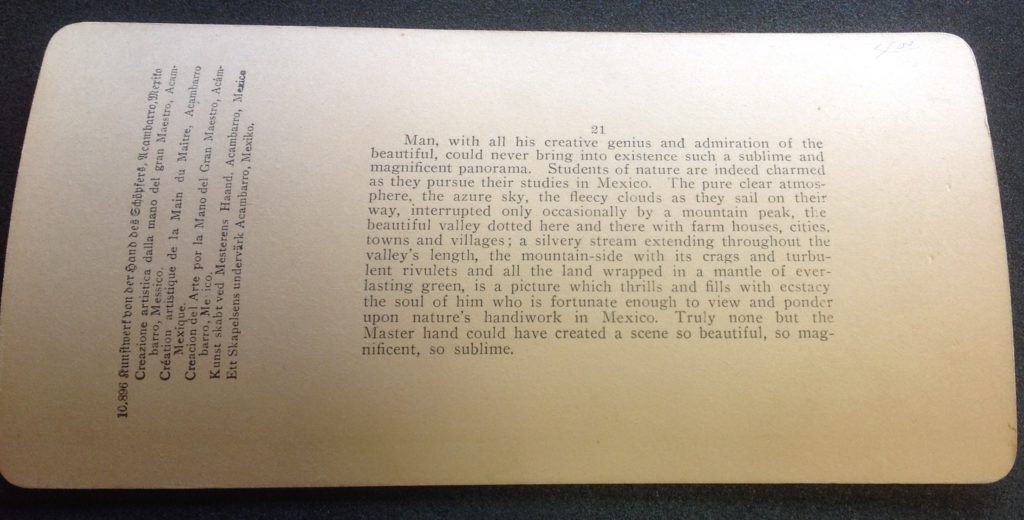 21
Man, with all his creative genius and admiration of the
beautiful, could never bring into existence such a sublime and
magnificent panorama. Students of nature are indeed charmed
as they pursue their studies in Mexico. The pure clear atmos-
phere, the azure sky, the fleecy clouds as they sail on their
way, interrupted only occasionally by a mountain peak, the
beautiful valley dotted here and there with farm houses, cities,
towns and villages; a silvery stream extending throughout the
valley's length, the mountain-side with its crags and turbu-
lent rivulets and all the land wrapped in a mantle of ever-
lasting green, is a picture which thrills and fills with ecstacy
the soul of him who is fortunate enough to view and ponder
upon nature's handiwork in Mexico. Truly none but the
Master hand could have created a scene so beautiful, so mag-
nificent, so sublime.
10.896 Kunstwerk von der Hand des Schöpfers, Acambarro, Mexiko
Creazione artistica dalla mano del gran Maestro, Acam-
barro, Messico.
Création artistique de la Main du Maitre, Acambarro
Mexique.
Creacion del Arte por la Mano del Gran Maestro, Acám-
barro, Mexico.
Kunst skabt ved Mesterens Haand, Acambarro, Mexico
Ett Skapelsens undervärk Acambarro, Mexiko.